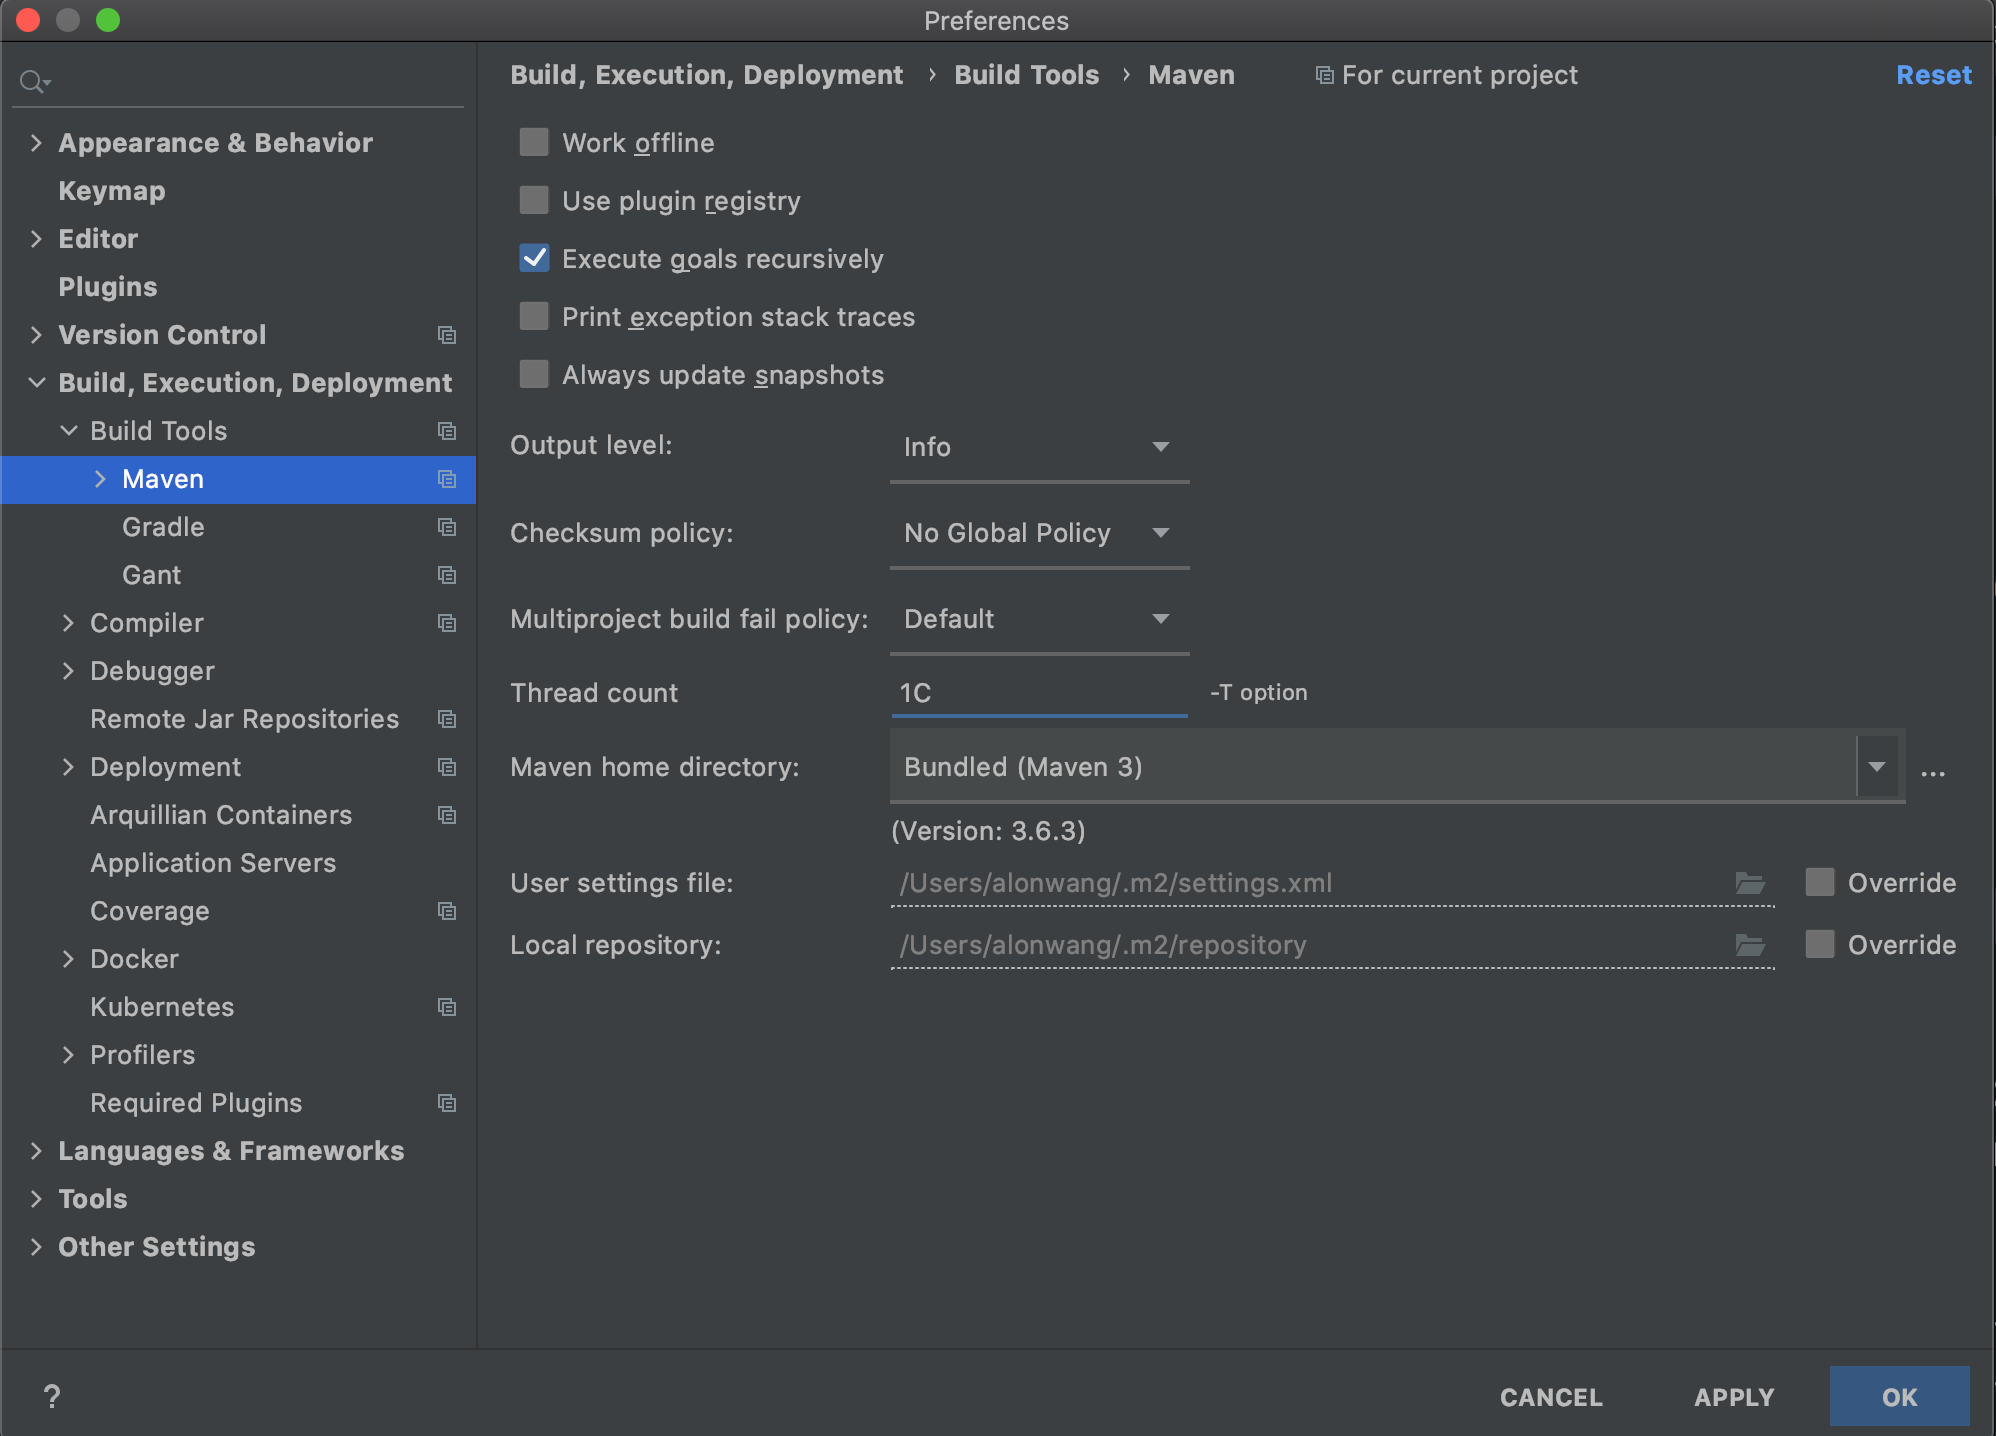 Preferences
Appearance & Behavior
Keymap
Editor
Plugins
Version Control
Build, Execution, Deployment
Build Tools
Maven
Gradle
Gant
Compiler
Debugger
Remote Jar Repositories
Deployment
Arquillian Containers
Application Servers
Coverage
Docker
Kubernetes
Profilers
Required Plugins
Languages & Frameworks
Tools
Other Settings
Build, Execution, Deployment › Build Tools › Maven For current project Reset
Work offline
Use plugin registry
Execute goals recursively
Print exception stack traces
Always update snapshots
Output level: Info
Checksum policy: No Global Policy
Multiproject build fail policy: Default
Thread count 1C -T option
Maven home directory: Bundled (Maven 3) ...
(Version: 3.6.3)
User settings file: /Users/alonwang/.m2/settings.xml Override
Local repository: /Users/alonwang/.m2/repository Override
? CANCEL APPLY OK